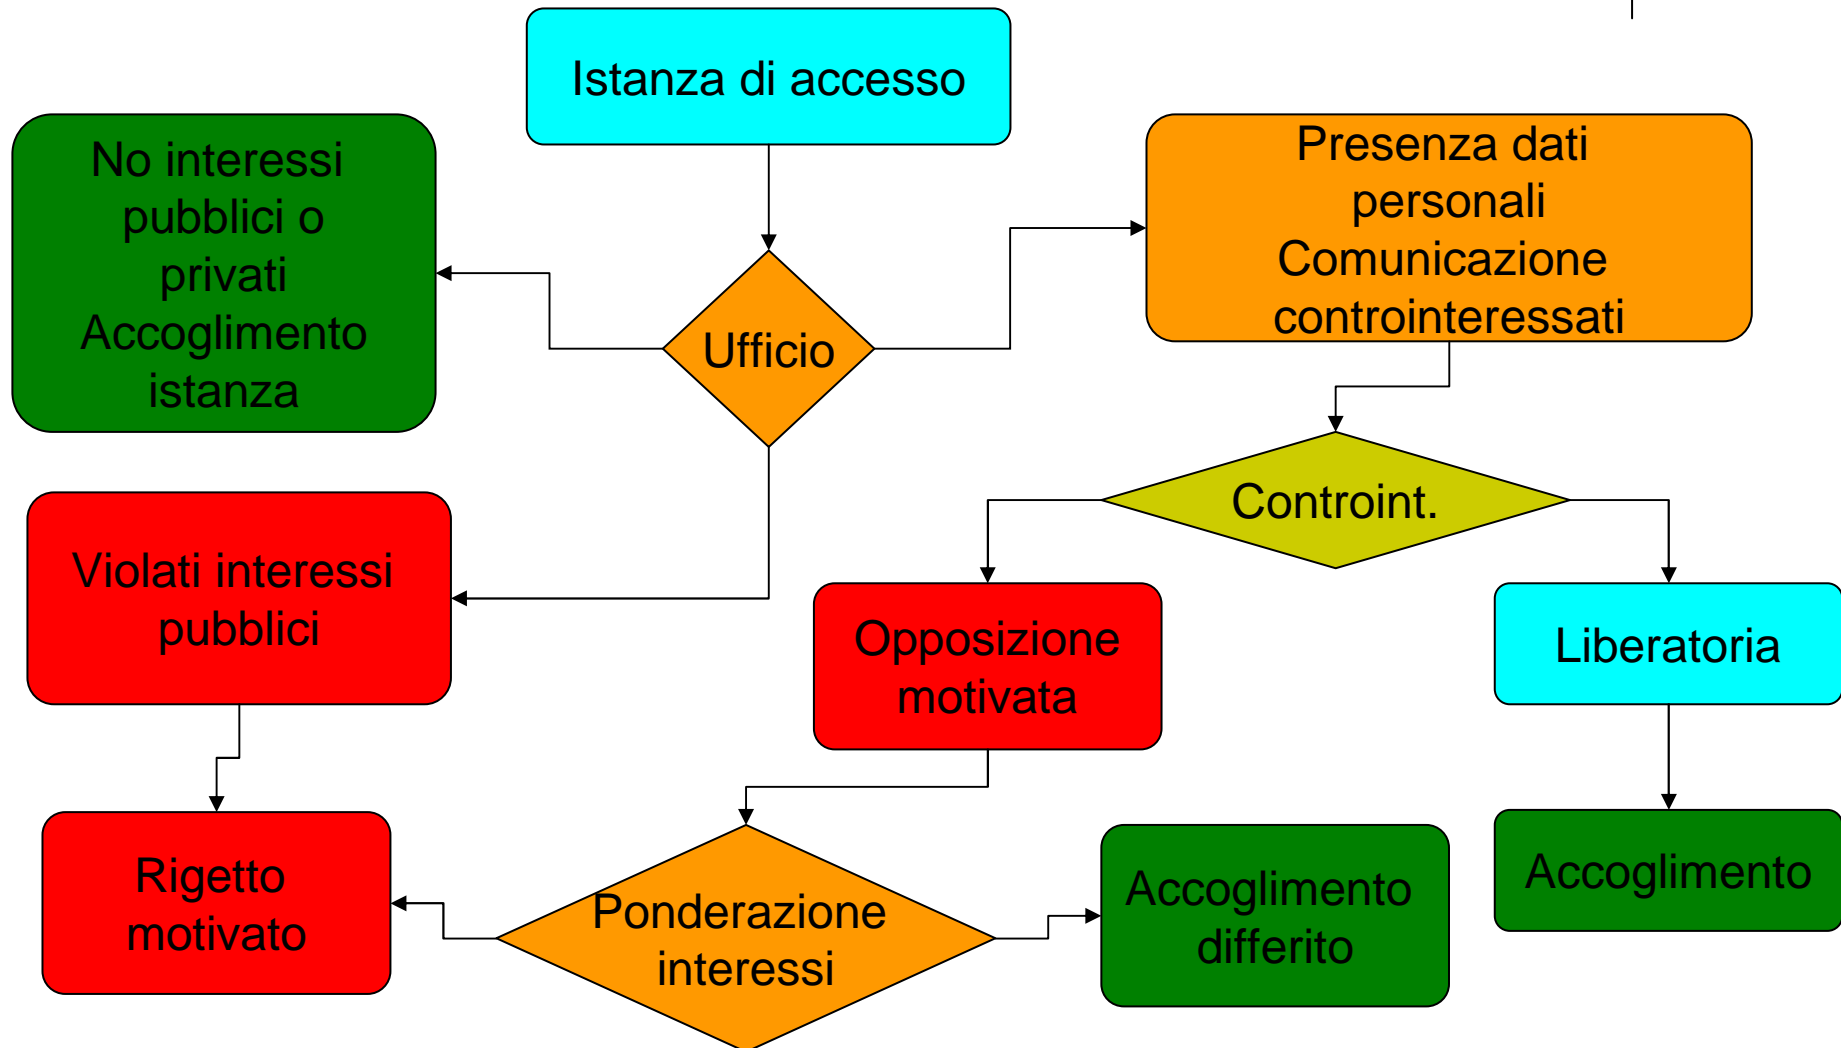 Istanza di accesso
No interessi
pubblici o
privati
Accoglimento
istanza
Presenza dati
personali
Comunicazione
controinteressati
Ufficio
Controint.
Violati interessi
pubblici
Opposizione
motivata
Liberatoria
Rigetto
motivato
Ponderazione
interessi
Accoglimento
differito
Accoglimento